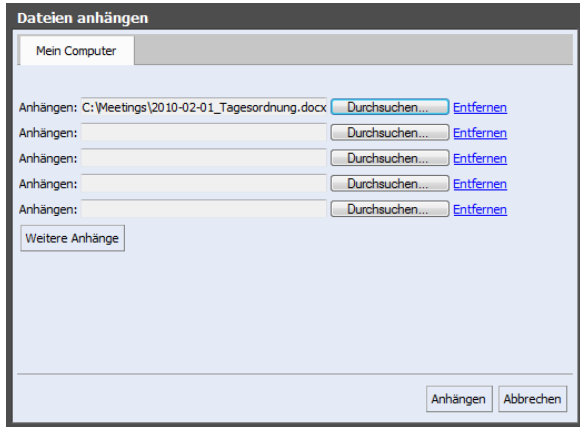 Dateien anhängen
Mein Computer
Anhängen: C:\Meetings\2010-02-01_Tagesordnung.docx Durchsuchen... Entfernen
Anhängen: Durchsuchen... Entfernen
Anhängen: Durchsuchen... Entfernen
Anhängen: Durchsuchen... Entfernen
Anhängen: Durchsuchen... Entfernen
Weitere Anhänge
Anhängen Abbrechen